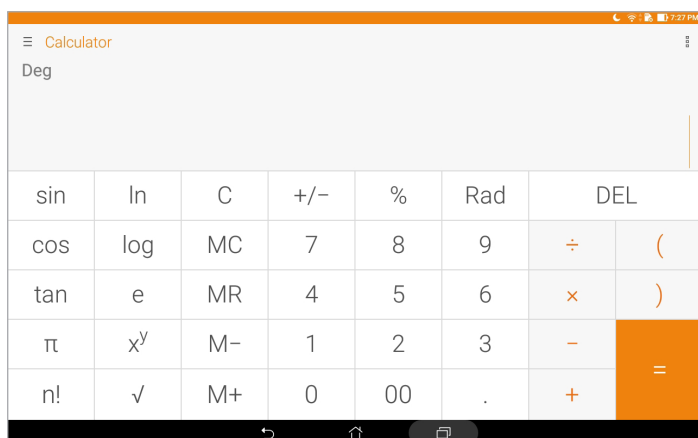 7:27 PM
Calculator
Deg
sin ln C +/− % Rad DEL
cos log MC 7 8 9 ÷ (
tan e MR 4 5 6 × )
π xʸ M− 1 2 3 − =
n! √ M+ 0 00 . +